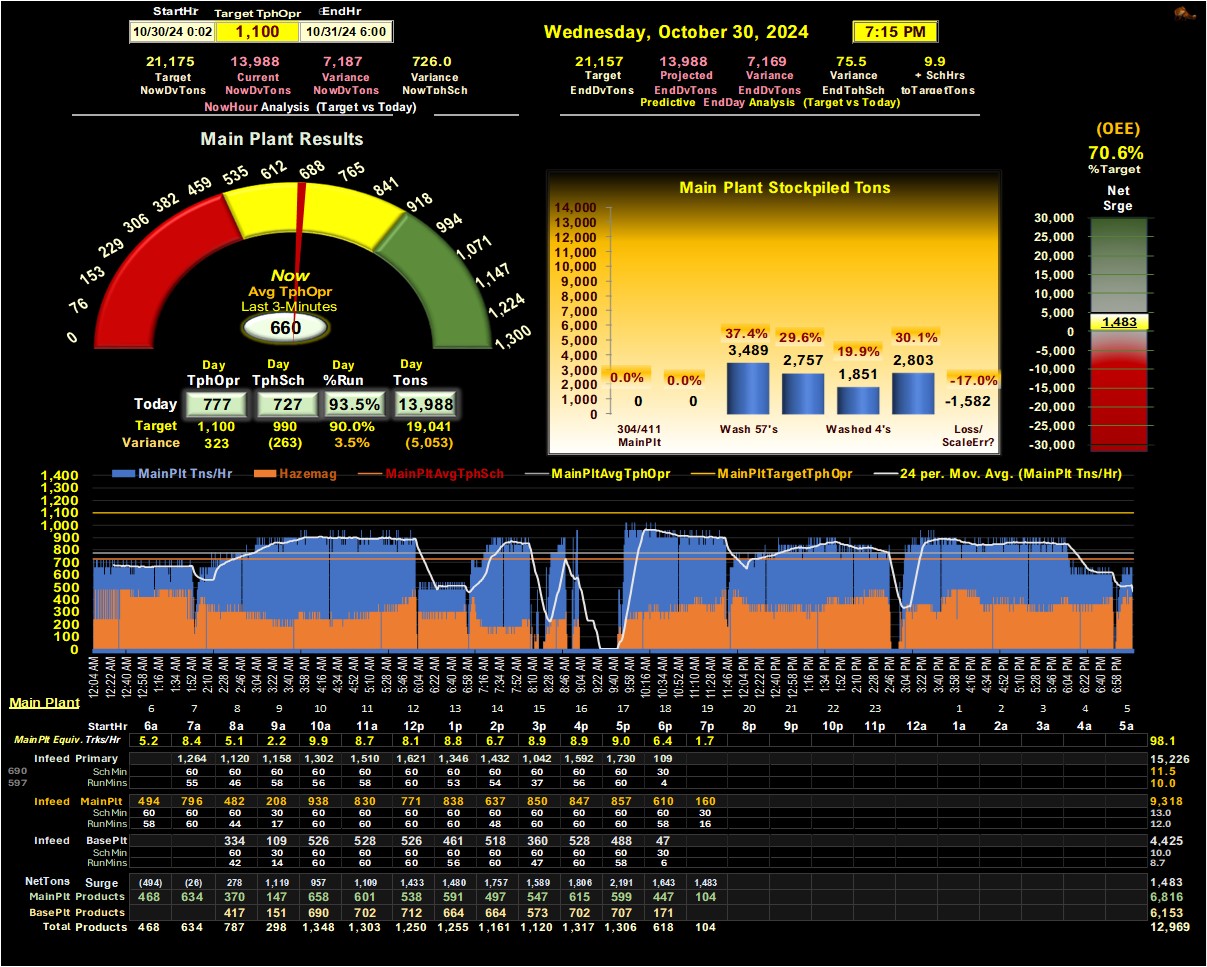 StartHr Target TphOpr EndHr
10/30/24 0:02 1,100 10/31/24 6:00
Wednesday, October 30, 2024 7:15 PM
21,175 13,988 7,187 726.0
Target Current Variance Variance
NowDvTons NowDvTons NowDvTons NowTphSch
NowHour Analysis (Target vs Today)
21,157 13,988 7,169 75.5 9.9
Target Projected Variance Variance + SchHrs
EndDvTons EndDvTons EndDvTons EndTphSch toTargetTons
Predictive EndDay Analysis (Target vs Today)
Main Plant Results
0 76 153 229 306 382 459 535 612 688 765 841 918 994 1,071 1,147 1,224 1,300
Now
Avg TphOpr
Last 3-Minutes
660
Day Day Day Day
TphOpr TphSch %Run Tons
Today 777 727 93.5% 13,988
Target 1,100 990 90.0% 19,041
Variance 323 (263) 3.5% (5,053)
Main Plant Stockpiled Tons
14,000
13,000
12,000
11,000
10,000
9,000
8,000
7,000
6,000
5,000
4,000
3,000
2,000
1,000
0
0.0% 0.0% 37.4% 29.6% 19.9% 30.1% -17.0%
0 0 3,489 2,757 1,851 2,803 -1,582
304/411 Wash 57's Washed 4's Loss/
MainPlt ScaleErr?
(OEE)
70.6%
%Target
Net
Srge
30,000
25,000
20,000
15,000
10,000
5,000
0
-5,000
-10,000
-15,000
-20,000
-25,000
-30,000
1,483
MainPlt Tns/Hr Hazemag MainPltAvgTphSch MainPltAvgTphOpr MainPltTargetTphOpr 24 per. Mov. Avg. (MainPlt Tns/Hr)
1,400
1,300
1,200
1,100
1,000
900
800
700
600
500
400
300
200
100
0
12:04 AM 12:22 AM 12:40 AM 12:58 AM 1:16 AM 1:34 AM 1:52 AM 2:10 AM 2:28 AM 2:46 AM 3:04 AM 3:22 AM 3:40 AM 3:58 AM 4:16 AM 4:34 AM 4:52 AM 5:10 AM 5:28 AM 5:46 AM 6:04 AM 6:22 AM 6:40 AM 6:58 AM 7:16 AM 7:34 AM 7:52 AM 8:10 AM 8:28 AM 8:46 AM 9:04 AM 9:22 AM 9:40 AM 9:58 AM 10:16 AM 10:34 AM 10:52 AM 11:10 AM 11:28 AM 11:46 AM 12:04 PM 12:22 PM 12:40 PM 12:58 PM 1:16 PM 1:34 PM 1:52 PM 2:10 PM 2:28 PM 2:46 PM 3:04 PM 3:22 PM 3:40 PM 3:58 PM 4:16 PM 4:34 PM 4:52 PM 5:10 PM 5:28 PM 5:46 PM 6:04 PM 6:22 PM 6:40 PM 6:58 PM
Main Plant 6 7 8 9 10 11 12 13 14 15 16 17 18 19 20 21 22 23 1 2 3 4 5
StartHr 6a 7a 8a 9a 10a 11a 12p 1p 2p 3p 4p 5p 6p 7p 8p 9p 10p 11p 12a 1a 2a 3a 4a 5a
MainPlt Equiv. Trks/Hr 5.2 8.4 5.1 2.2 9.9 8.7 8.1 8.8 6.7 8.9 8.9 9.0 6.4 1.7 98.1
Infeed Primary 1,264 1,120 1,158 1,302 1,510 1,621 1,346 1,432 1,042 1,592 1,730 109 15,226
690 SchMin 60 60 60 60 60 60 60 60 60 60 60 30 11.5
597 RunMins 55 46 58 56 58 60 53 54 37 56 60 4 10.0
Infeed MainPlt 494 796 482 208 938 830 771 838 637 850 847 857 610 160 9,318
SchMin 60 60 60 30 60 60 60 60 60 60 60 60 60 30 13.0
RunMins 58 60 44 17 60 60 60 60 48 60 60 60 58 16 12.0
Infeed BasePlt 334 109 526 528 526 461 518 360 528 488 47 4,425
SchMin 60 30 60 60 60 60 60 60 60 60 30 10.0
RunMins 42 14 60 60 60 56 60 47 60 58 6 8.7
NetTons Surge (494) (26) 278 1,119 957 1,109 1,433 1,480 1,757 1,589 1,806 2,191 1,643 1,483 1,483
MainPlt Products 468 634 370 147 658 601 538 591 497 547 615 599 447 104 6,816
BasePlt Products 417 151 690 702 712 664 664 573 702 707 171 6,153
Total Products 468 634 787 298 1,348 1,303 1,250 1,255 1,161 1,120 1,317 1,306 618 104 12,969